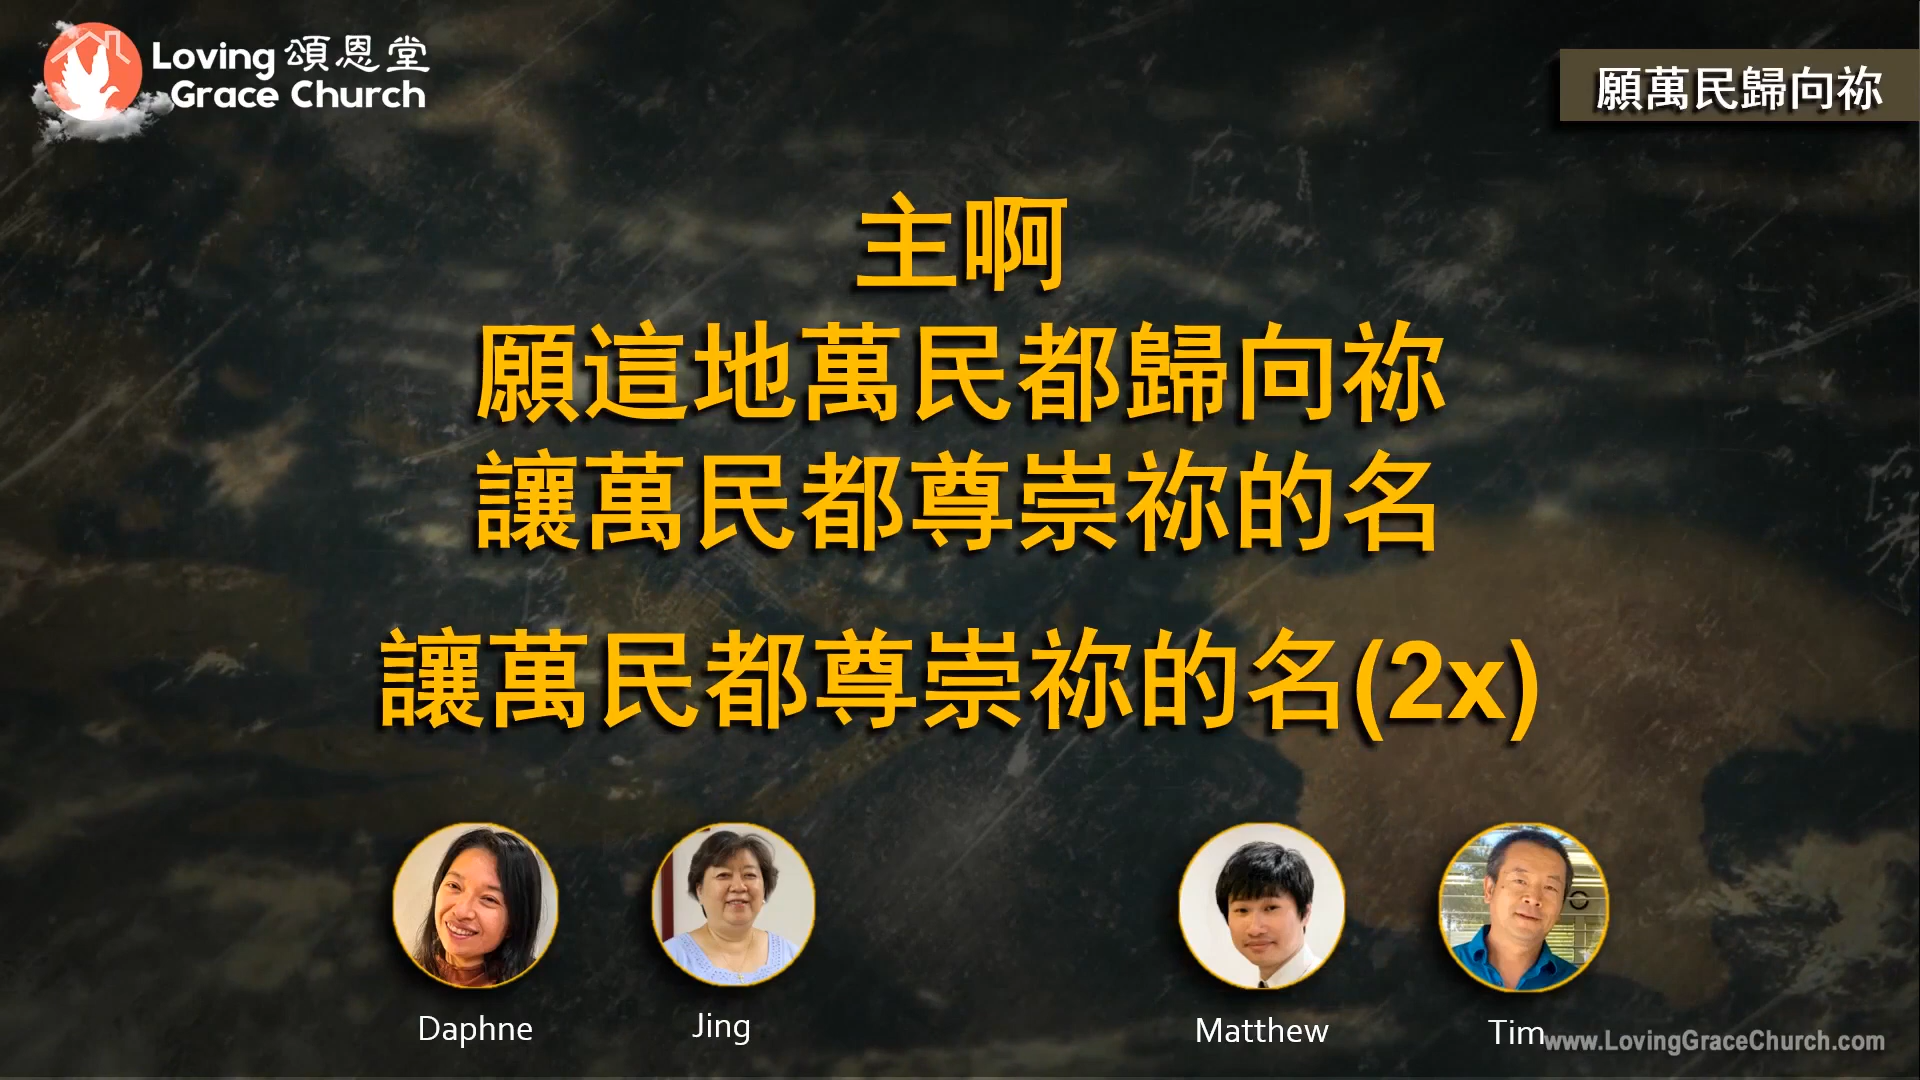 Loving 頌恩堂
Grace Church
願萬民歸向祢
主啊
願這地萬民都歸向祢
讓萬民都尊崇祢的名
讓萬民都尊崇祢的名(2x)
Daphne
Jing
Matthew
Tim
www.LovingGraceChurch.com